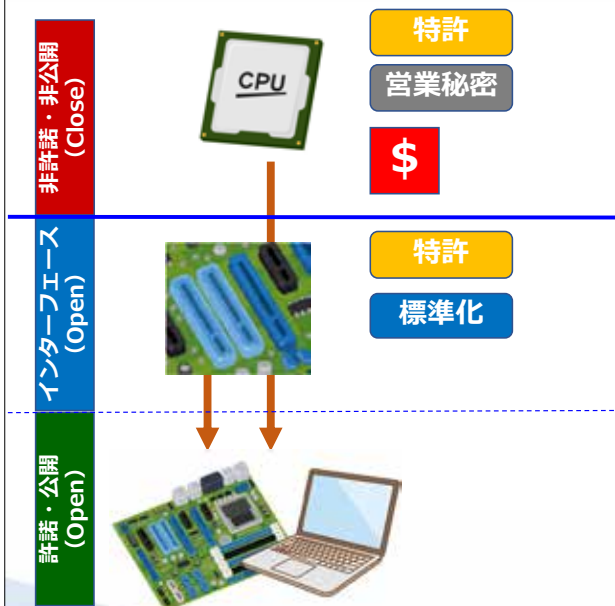 非許諾・非公開
(Close)
CPU
特許
営業秘密
$
インターフェース
(Open)
特許
標準化
許諾・公開
(Open)